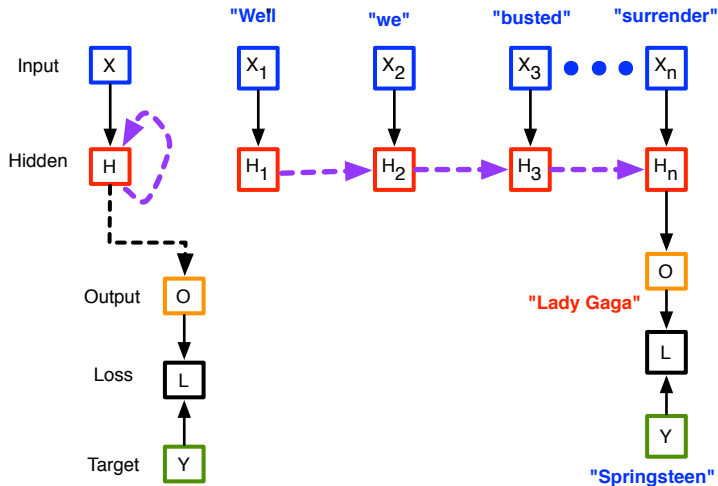 "Well "we" "busted" "surrender"
Input X X1 X2 X3 Xn
Hidden H H1 H2 H3 Hn
Output O O
"Lady Gaga"
Loss L L
Target Y Y
"Springsteen"